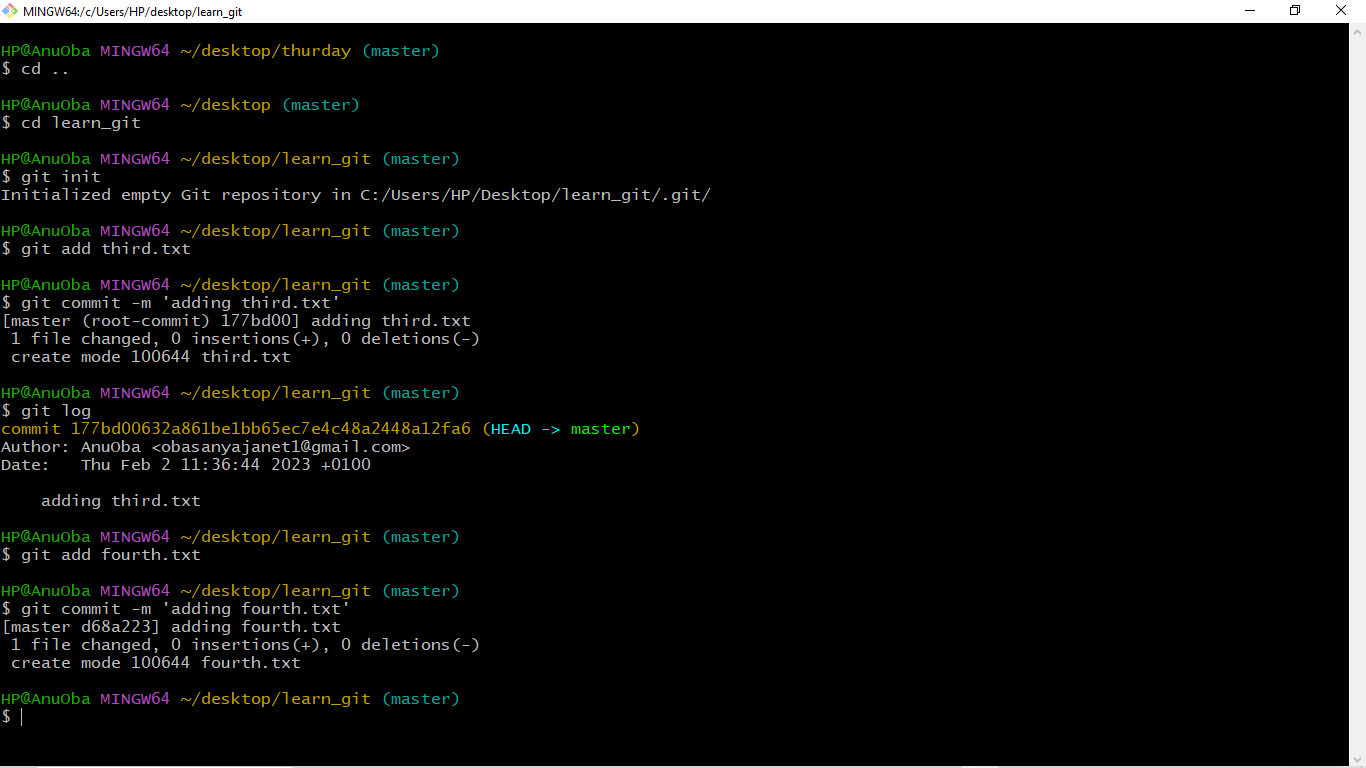 MINGW64:/c/Users/HP/desktop/learn_git
HP@AnuOba MINGW64 ~/desktop/thurday (master)
$ cd ..
HP@AnuOba MINGW64 ~/desktop (master)
$ cd learn_git
HP@AnuOba MINGW64 ~/desktop/learn_git (master)
$ git init
Initialized empty Git repository in C:/Users/HP/Desktop/learn_git/.git/
HP@AnuOba MINGW64 ~/desktop/learn_git (master)
$ git add third.txt
HP@AnuOba MINGW64 ~/desktop/learn_git (master)
$ git commit -m 'adding third.txt'
[master (root-commit) 177bd00] adding third.txt
 1 file changed, 0 insertions(+), 0 deletions(-)
 create mode 100644 third.txt
HP@AnuOba MINGW64 ~/desktop/learn_git (master)
$ git log
commit 177bd00632a861be1bb65ec7e4c48a2448a12fa6 (HEAD -> master)
Author: AnuOba <obasanyajanet1@gmail.com>
Date:   Thu Feb 2 11:36:44 2023 +0100
    adding third.txt
HP@AnuOba MINGW64 ~/desktop/learn_git (master)
$ git add fourth.txt
HP@AnuOba MINGW64 ~/desktop/learn_git (master)
$ git commit -m 'adding fourth.txt'
[master d68a223] adding fourth.txt
 1 file changed, 0 insertions(+), 0 deletions(-)
 create mode 100644 fourth.txt
HP@AnuOba MINGW64 ~/desktop/learn_git (master)
$